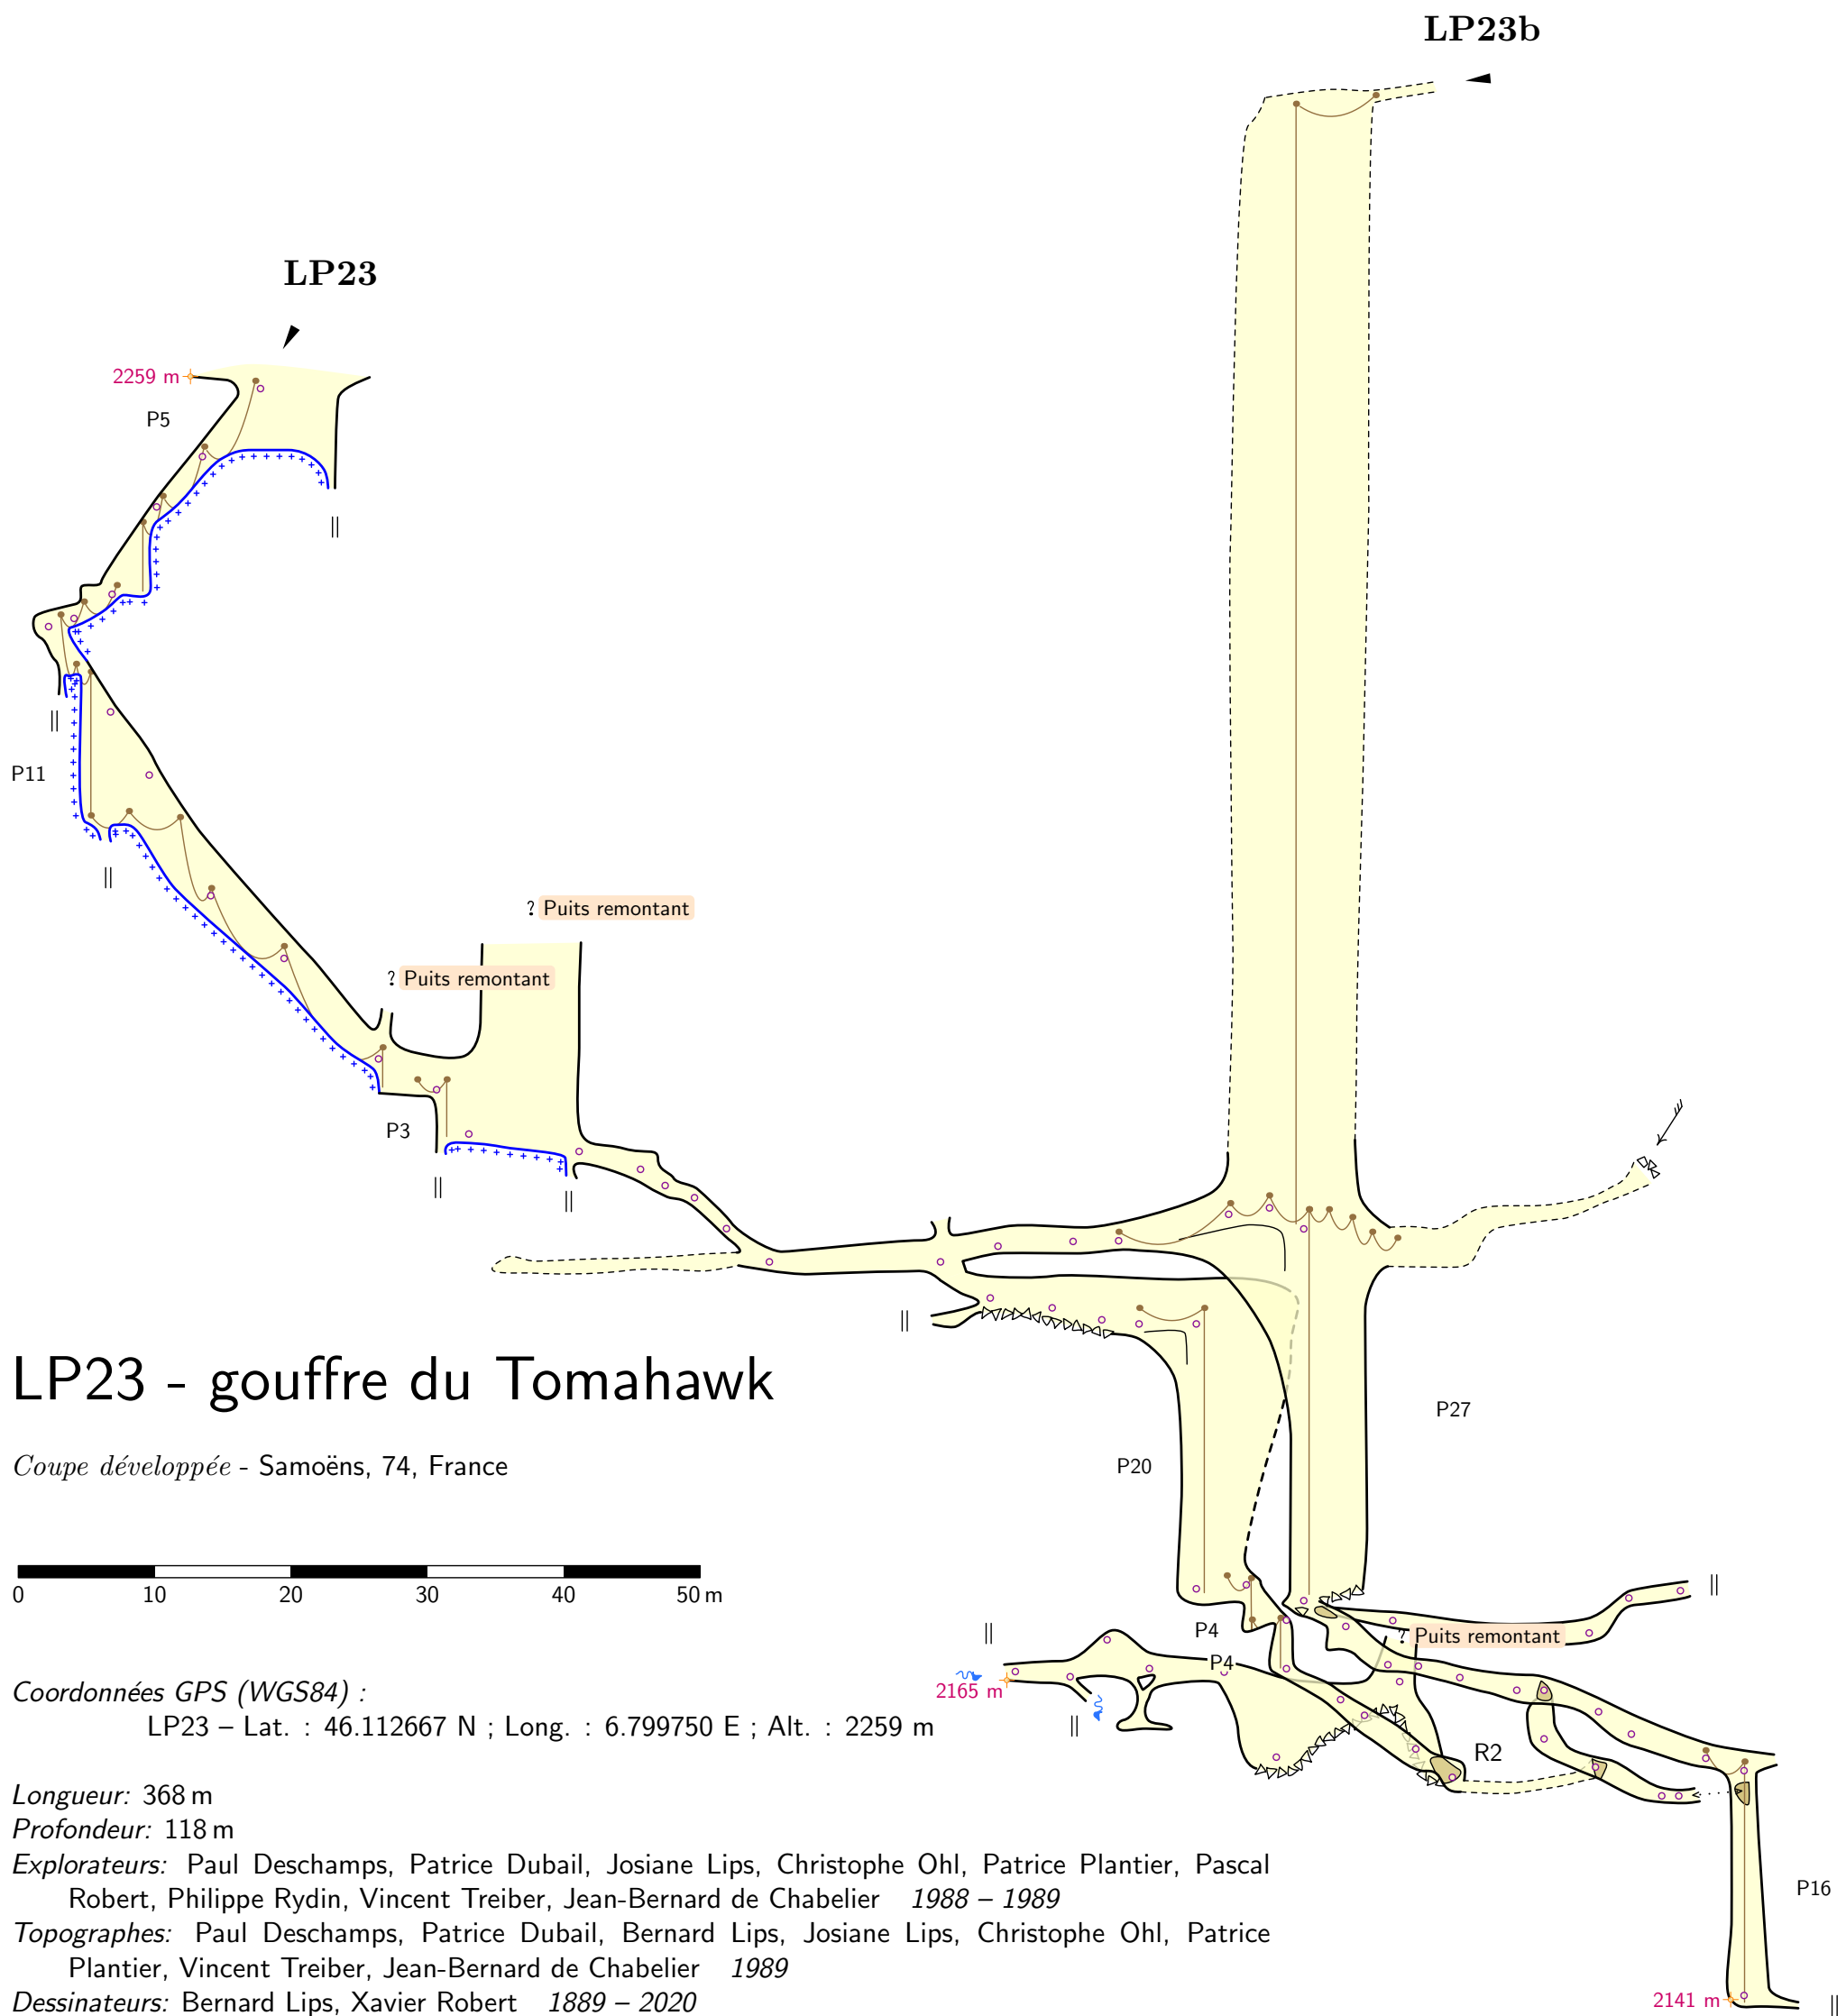 LP23b
LP23
2259 m
P5
P11
? Puits remontant
? Puits remontant
P3
LP23 - gouffre du Tomahawk
P27
Coupe développée - Samoëns, 74, France
P20
0 10 20 30 40 50 m
P4
? Puits remontant
P4
2165 m
Coordonnées GPS (WGS84) :
LP23 – Lat. : 46.112667 N ; Long. : 6.799750 E ; Alt. : 2259 m
R2
Longueur: 368 m
Profondeur: 118 m
Explorateurs: Paul Deschamps, Patrice Dubail, Josiane Lips, Christophe Ohl, Patrice Plantier, Pascal
Robert, Philippe Rydin, Vincent Treiber, Jean-Bernard de Chabelier 1988 – 1989
P16
Topographes: Paul Deschamps, Patrice Dubail, Bernard Lips, Josiane Lips, Christophe Ohl, Patrice
Plantier, Vincent Treiber, Jean-Bernard de Chabelier 1989
Dessinateurs: Bernard Lips, Xavier Robert 1889 – 2020
2141 m